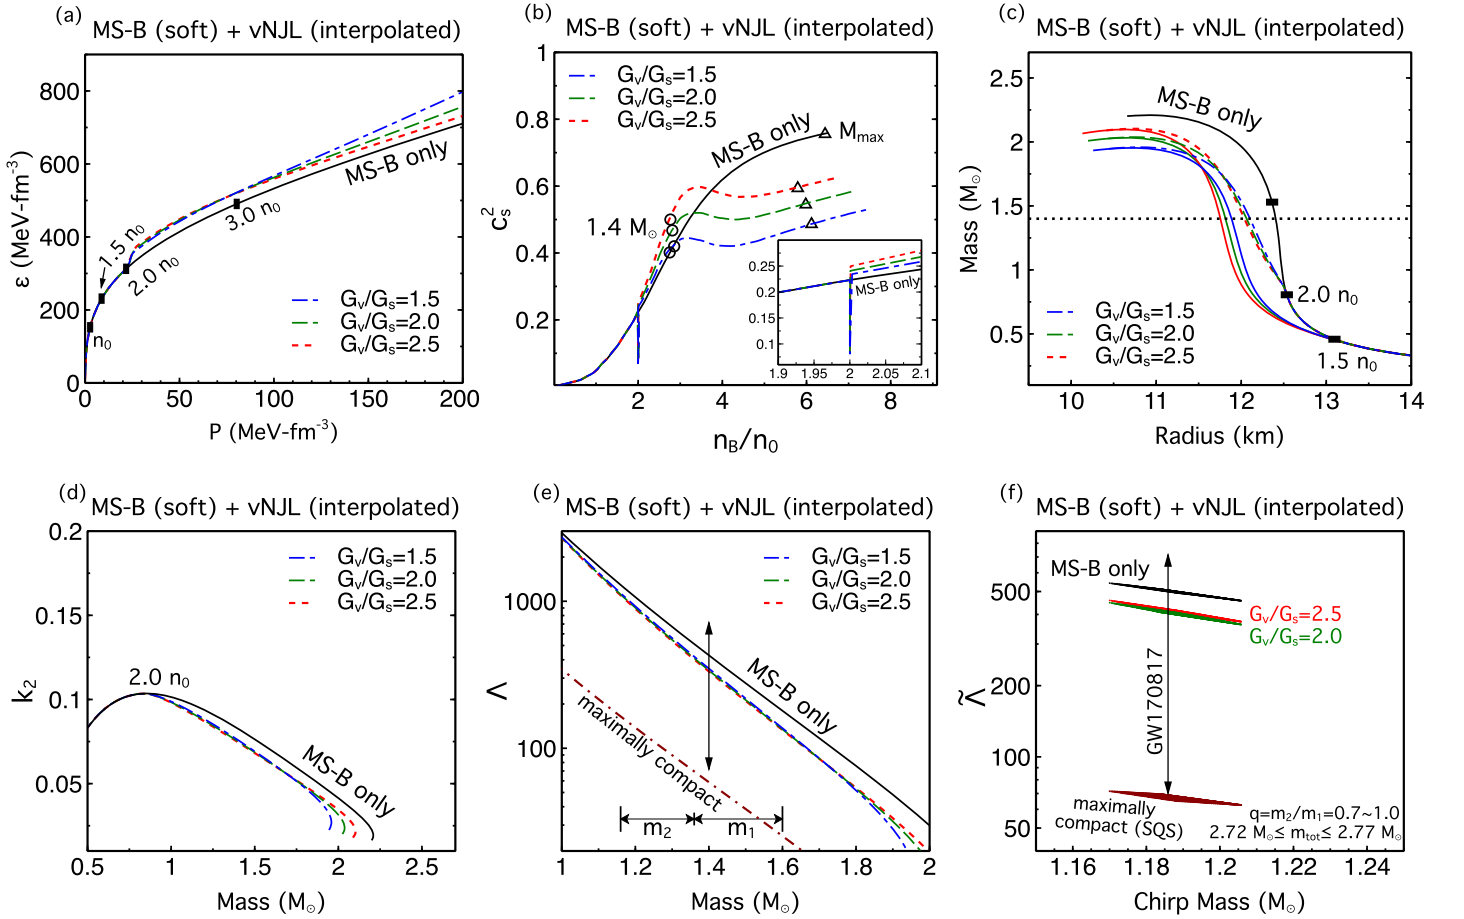 (a)
MS-B (soft) + vNJL (interpolated)
ε (MeV-fm⁻³)
800
600
400
200
0
1.5 n₀
2.0 n₀
n₀
3.0 n₀
MS-B only
Gᵥ/Gₛ=1.5
Gᵥ/Gₛ=2.0
Gᵥ/Gₛ=2.5
0 50 100 150 200
P (MeV-fm⁻³)
(b)
MS-B (soft) + vNJL (interpolated)
cₛ²
1
0.8
0.6
0.4
0.2
Gᵥ/Gₛ=1.5
Gᵥ/Gₛ=2.0
Gᵥ/Gₛ=2.5
MS-B only
Mₘₐₓ
1.4 M☉
0.25
0.2
0.15
0.1
MS-B only
1.9 1.95 2 2.05 2.1
2 4 6 8
n_B/n₀
(c)
MS-B (soft) + vNJL (interpolated)
Mass (M☉)
2.5
2
1.5
1
0.5
MS-B only
2.0 n₀
1.5 n₀
Gᵥ/Gₛ=1.5
Gᵥ/Gₛ=2.0
Gᵥ/Gₛ=2.5
10 11 12 13 14
Radius (km)
(d)
MS-B (soft) + vNJL (interpolated)
k₂
0.2
0.15
0.1
0.05
Gᵥ/Gₛ=1.5
Gᵥ/Gₛ=2.0
Gᵥ/Gₛ=2.5
2.0 n₀
MS-B only
0.5 1 1.5 2 2.5
Mass (M☉)
(e)
MS-B (soft) + vNJL (interpolated)
Λ
1000
100
Gᵥ/Gₛ=1.5
Gᵥ/Gₛ=2.0
Gᵥ/Gₛ=2.5
MS-B only
maximally compact
m₂ m₁
1 1.2 1.4 1.6 1.8 2
Mass (M☉)
(f)
MS-B (soft) + vNJL (interpolated)
Λ̃
500
200
100
50
MS-B only
Gᵥ/Gₛ=2.5
Gᵥ/Gₛ=2.0
GW170817
maximally
compact (SQS)
q=m₂/m₁=0.7~1.0
2.72 M☉≤ mₜₒₜ≤ 2.77 M☉
1.16 1.18 1.2 1.22 1.24
Chirp Mass (M☉)